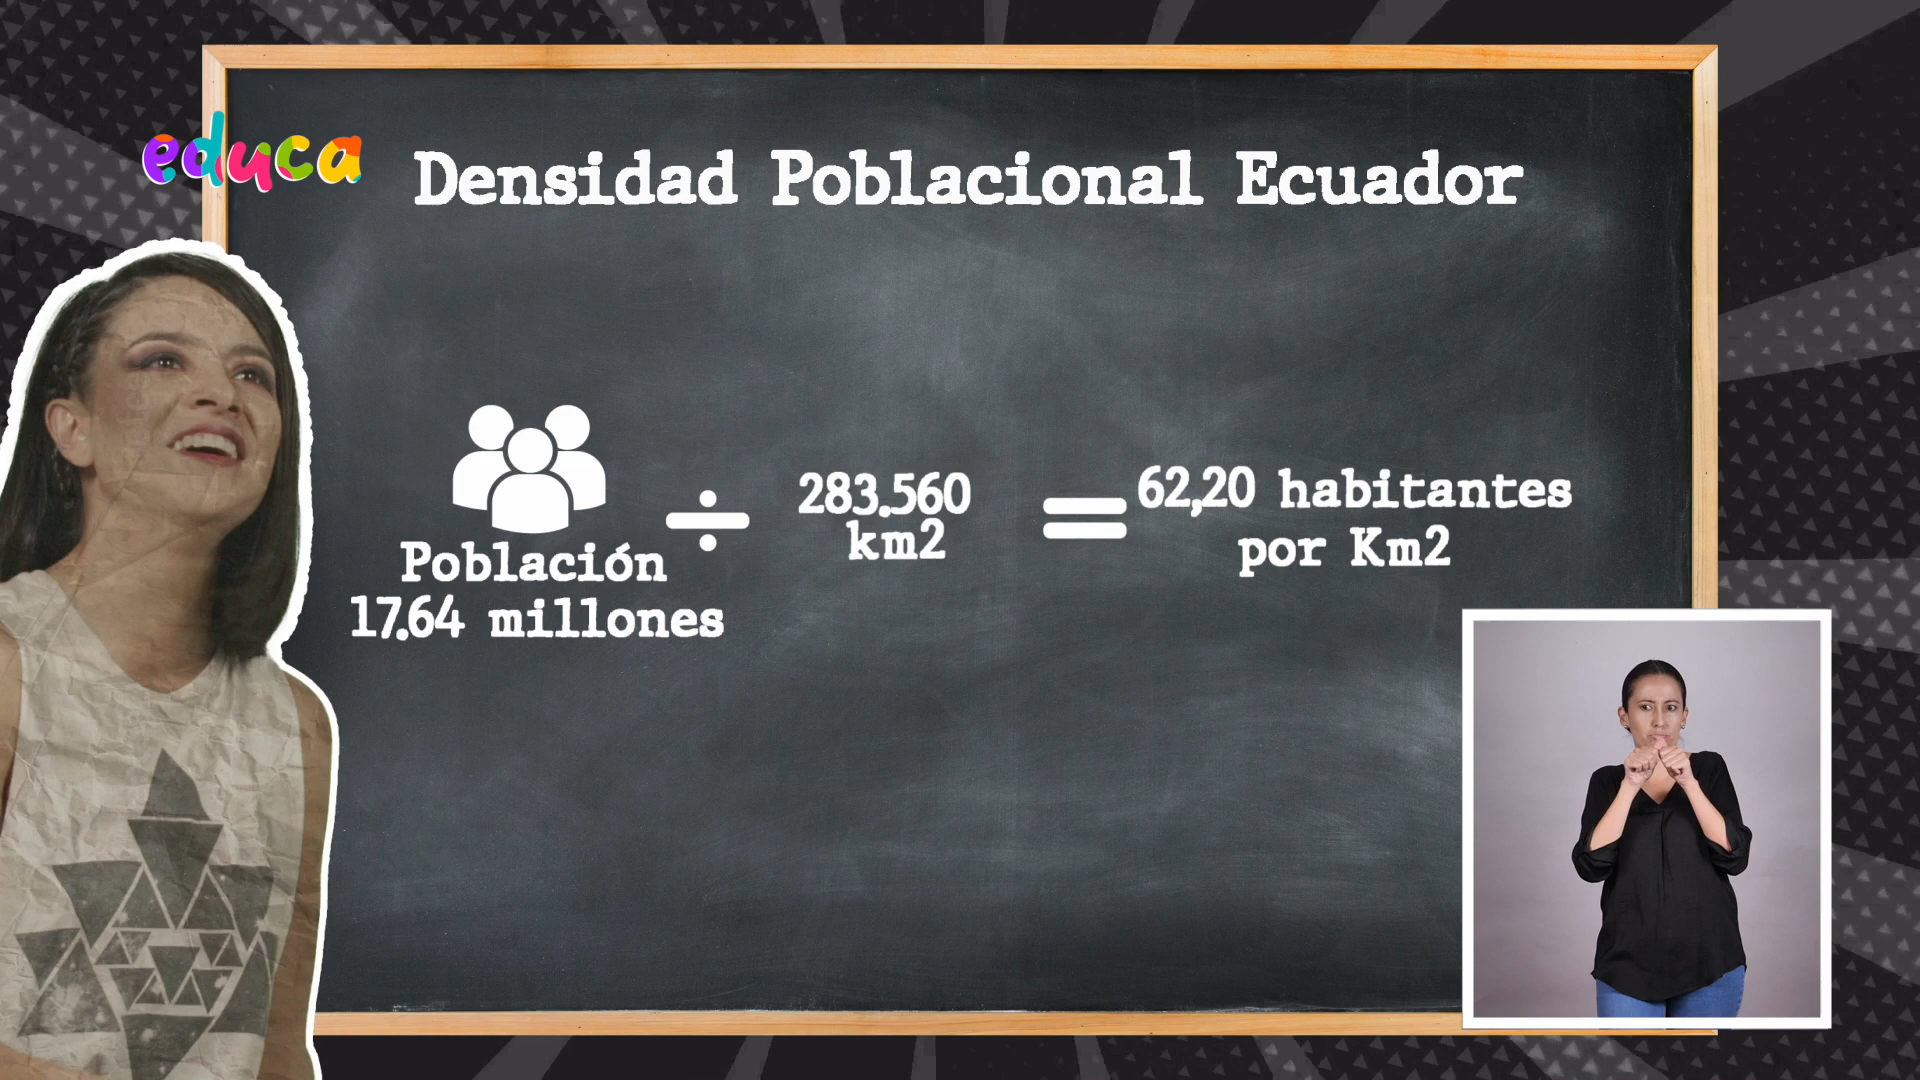 educa
Densidad Poblacional Ecuador
Población
17.64 millones
÷
283.560
km2
=
62,20 habitantes
por Km2